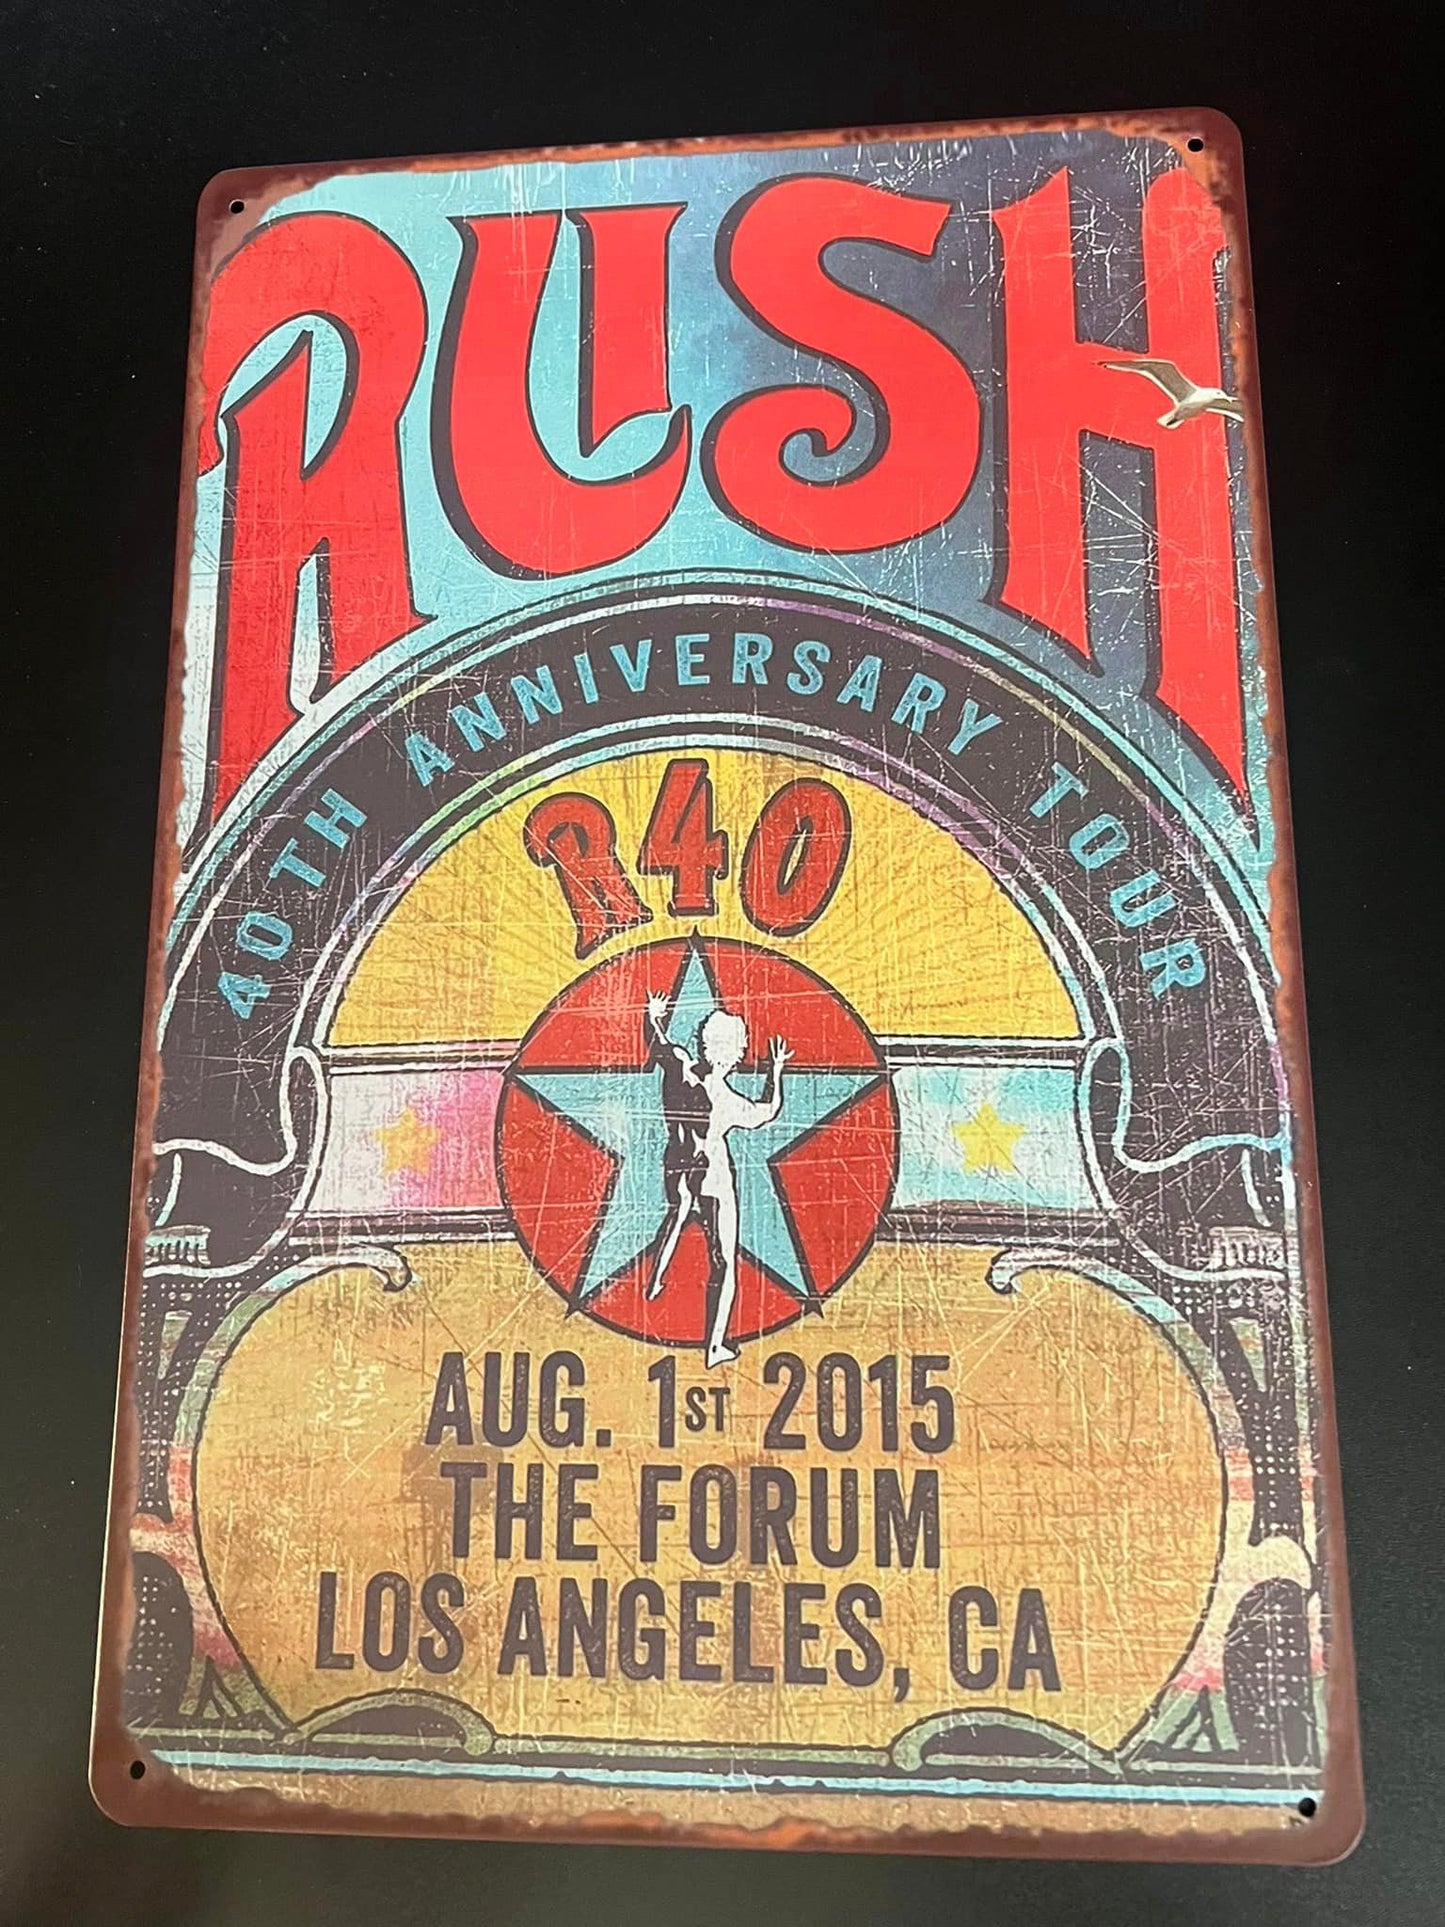 RUSH
40TH ANNIVERSARY TOUR
R40
AUG. 1ST 2015
THE FORUM
LOS ANGELES, CA